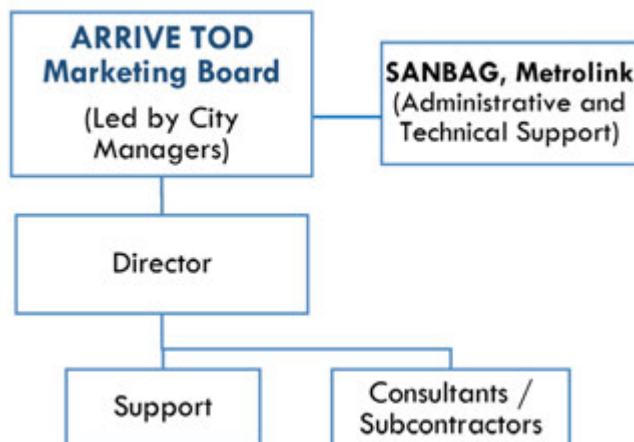 ARRIVE TOD
Marketing Board
(Led by City
Managers)
SANBAG, Metrolink
(Administrative and
Technical Support)
Director
Support
Consultants /
Subcontractors